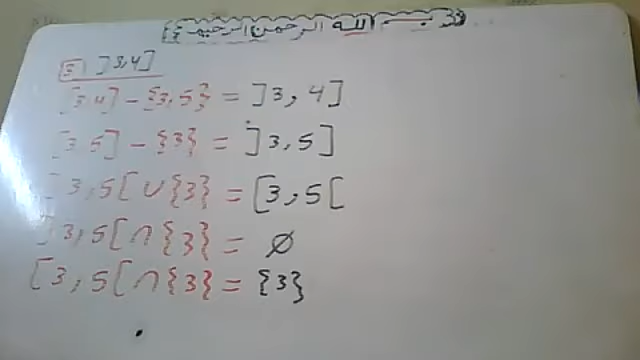 بسم الله الرحمن الرحيم
5 ]3,4]
[3,4] - {3,5} = ]3, 4]
[3,5] - {3} = ]3,5]
]3,5[ ∪ {3} = [3,5[
]3,5[ ∩ {3} = ∅
[3,5[ ∩ {3} = {3}